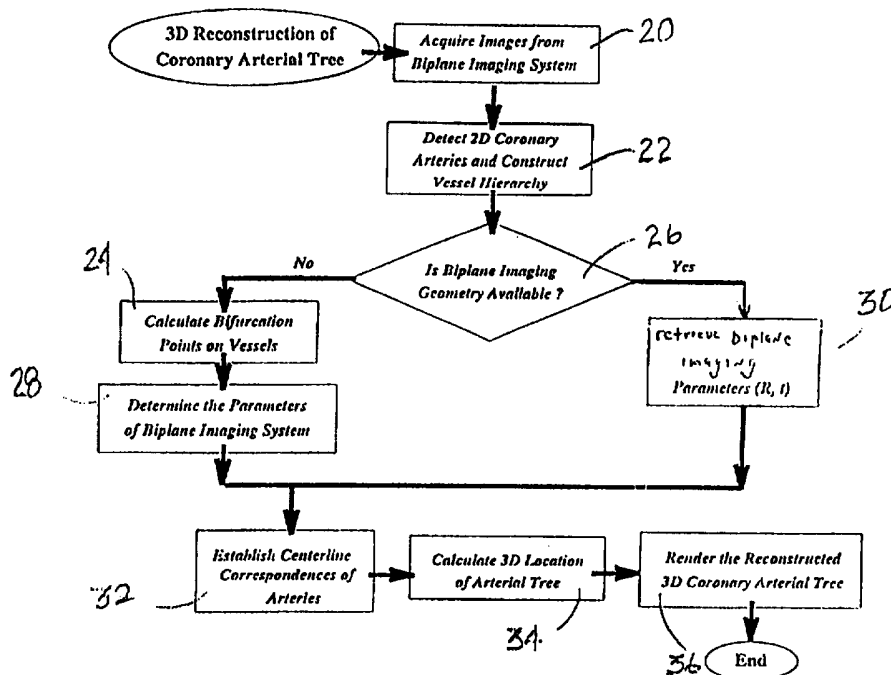 3D Reconstruction of
Coronary Arterial Tree
Acquire Images from
Biplane Imaging System
20
Detect 2D Coronary
Arteries and Construct
Vessel Hierarchy
22
26
Is Biplane Imaging
Geometry Available ?
No
Yes
24
Calculate Bifurcation
Points on Vessels
28
Determine the Parameters
of Biplane Imaging System
30
retrieve biplane
imaging
Parameters (R, t)
Establish Centerline
Correspondences of
Arteries
32
Calculate 3D Location
of Arterial Tree
34
Render the Reconstructed
3D Coronary Arterial Tree
36
End